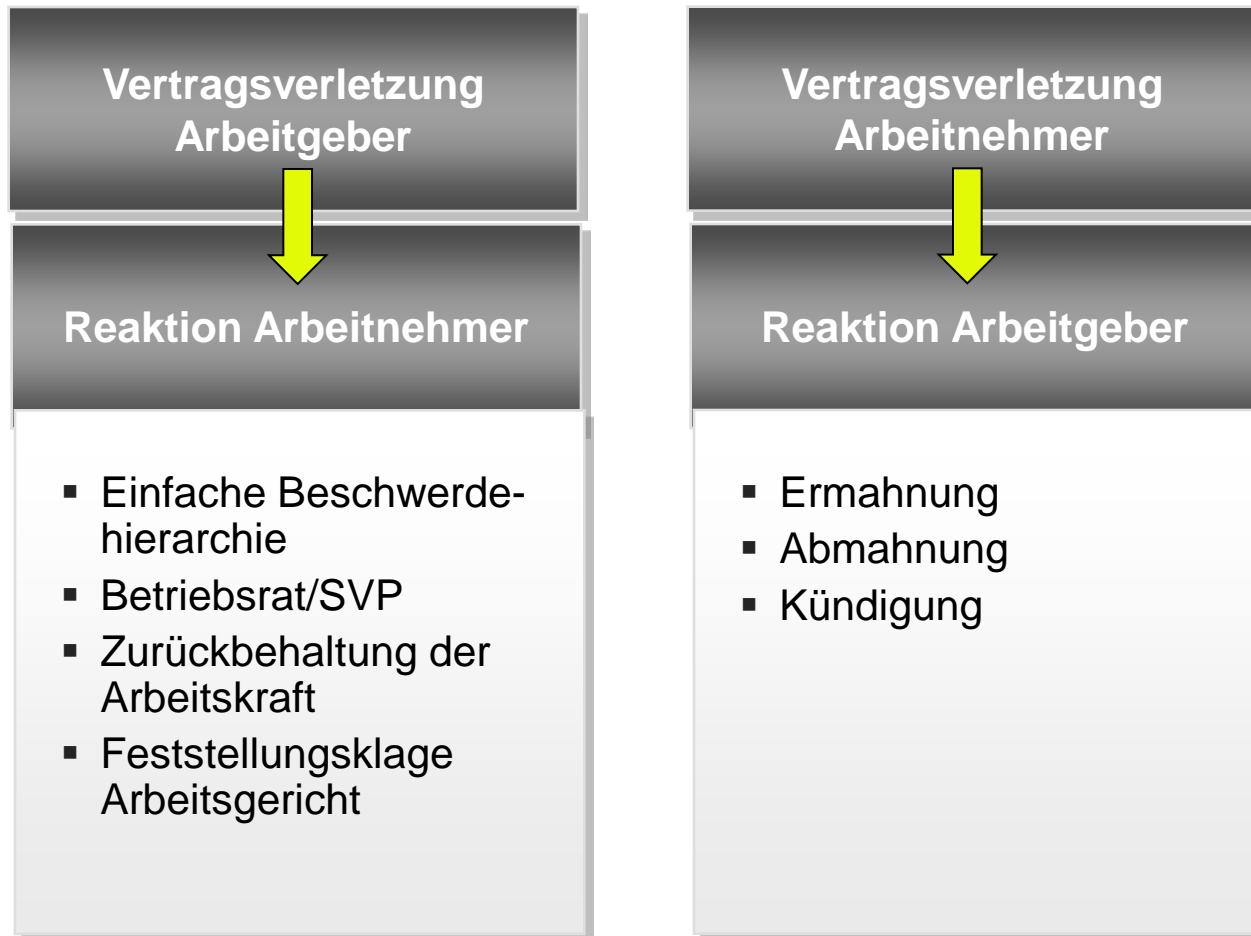 Vertragsverletzung
Arbeitgeber
Reaktion Arbeitnehmer
▪ Einfache Beschwerde-
hierarchie
▪ Betriebsrat/SVP
▪ Zurückbehaltung der
Arbeitskraft
▪ Feststellungsklage
Arbeitsgericht
Vertragsverletzung
Arbeitnehmer
Reaktion Arbeitgeber
▪ Ermahnung
▪ Abmahnung
▪ Kündigung